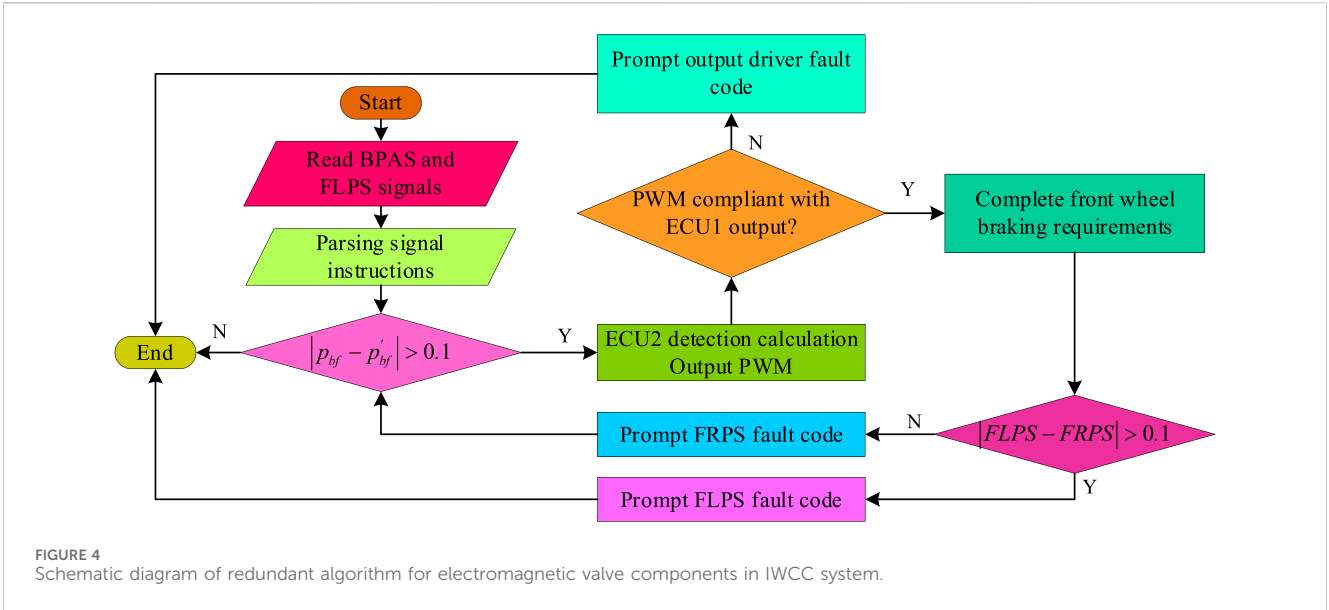 Prompt output driver fault
code
Start
Read BPAS and
FLPS signals
N
PWM compliant with
ECU1 output?
Y
Complete front wheel
braking requirements
Parsing signal
instructions
N
End
|p_bf − p'_bf| > 0.1
Y
ECU2 detection calculation
Output PWM
Prompt FRPS fault code
N
|FLPS − FRPS| > 0.1
Y
Prompt FLPS fault code
FIGURE 4
Schematic diagram of redundant algorithm for electromagnetic valve components in IWCC system.